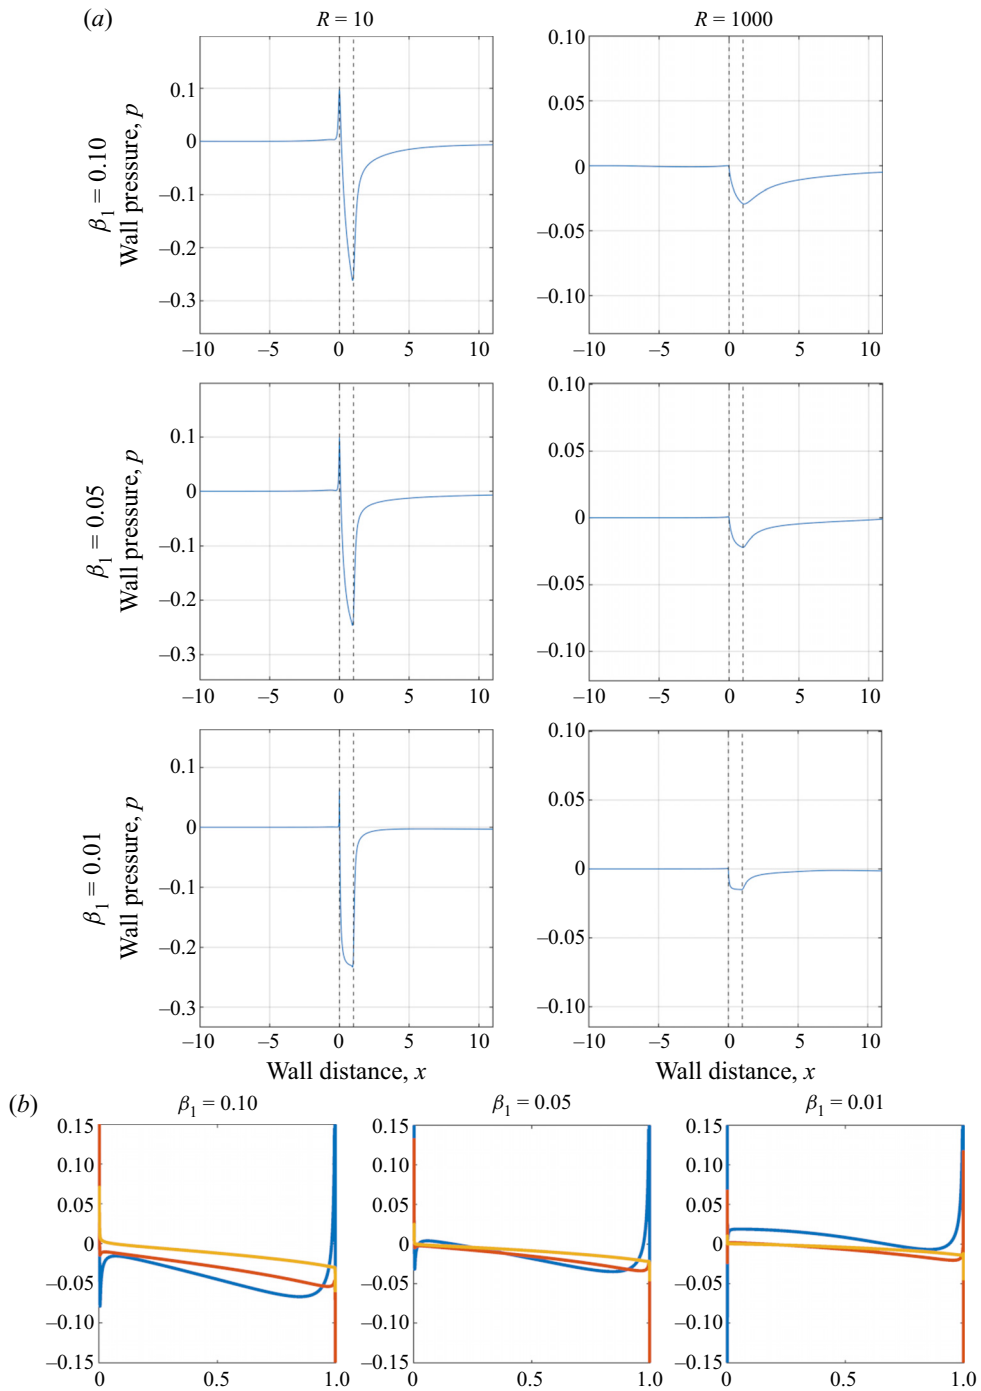 (a)
R = 10
R = 1000
β1 = 0.10
Wall pressure, p
0.1
0
–0.1
–0.2
–0.3
–10 –5 0 5 10
0.10
0.05
0
–0.05
–0.10
–10 –5 0 5 10
β1 = 0.05
Wall pressure, p
0.1
0
–0.1
–0.2
–0.3
–10 –5 0 5 10
0.10
0.05
0
–0.05
–0.10
–10 –5 0 5 10
β1 = 0.01
Wall pressure, p
0.1
0
–0.1
–0.2
–0.3
–10 –5 0 5 10
Wall distance, x
0.10
0.05
0
–0.05
–0.10
–10 –5 0 5 10
Wall distance, x
(b)
β1 = 0.10
0.15
0.10
0.05
0
–0.05
–0.10
–0.15
0 0.5 1.0
β1 = 0.05
0.15
0.10
0.05
0
–0.05
–0.10
–0.15
0 0.5 1.0
β1 = 0.01
0.15
0.10
0.05
0
–0.05
–0.10
–0.15
0 0.5 1.0